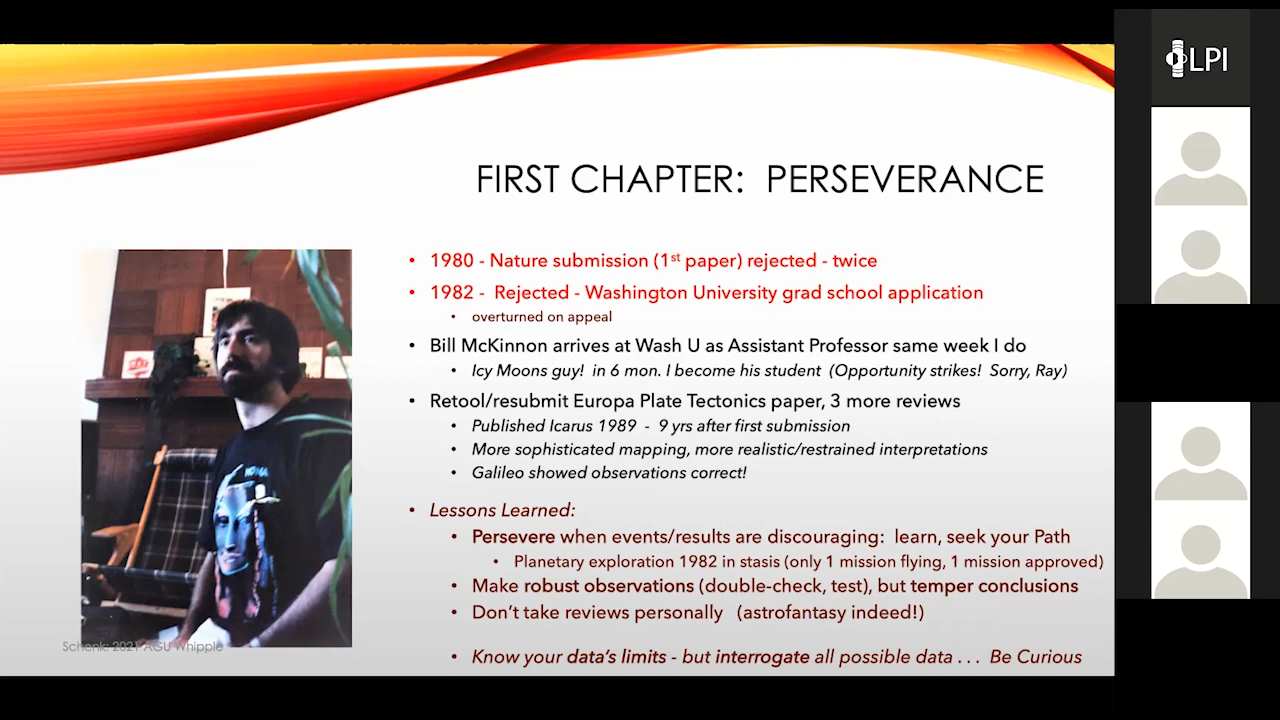 LPI
FIRST CHAPTER: PERSEVERANCE
• 1980 - Nature submission (1st paper) rejected - twice
• 1982 - Rejected - Washington University grad school application
• overturned on appeal
• Bill McKinnon arrives at Wash U as Assistant Professor same week I do
• Icy Moons guy! in 6 mon. I become his student (Opportunity strikes! Sorry, Ray)
• Retool/resubmit Europa Plate Tectonics paper, 3 more reviews
• Published Icarus 1989 - 9 yrs after first submission
• More sophisticated mapping, more realistic/restrained interpretations
• Galileo showed observations correct!
• Lessons Learned:
• Persevere when events/results are discouraging: learn, seek your Path
• Planetary exploration 1982 in stasis (only 1 mission flying, 1 mission approved)
• Make robust observations (double-check, test), but temper conclusions
• Don't take reviews personally (astrofantasy indeed!)
• Know your data's limits - but interrogate all possible data . . . Be Curious
Schenk: 2021 AGU Whipple